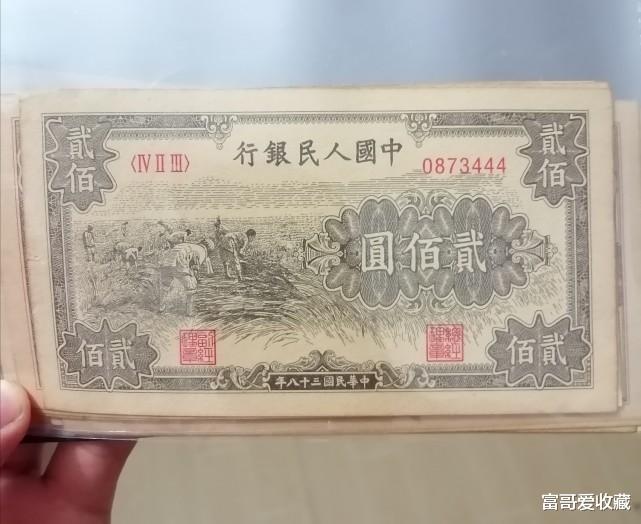 中國人民銀行
貳佰
貳佰
〈IV II III〉
0873444
貳佰圓
貳佰
貳佰
中華民國三十八年
富哥爱收藏